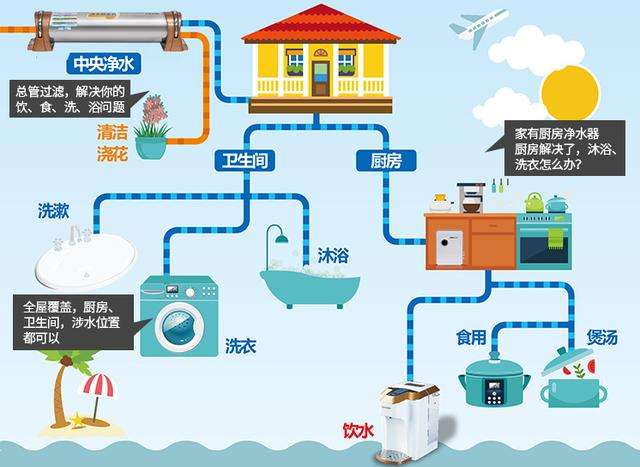 中央净水
总管过滤，解决你的
饮、食、洗、浴问题
清洁
浇花
卫生间
厨房
家有厨房净水器
厨房解决了，沐浴、
洗衣怎么办？
洗漱
沐浴
全屋覆盖，厨房、
卫生间，涉水位置
都可以
洗衣
食用
煲汤
饮水